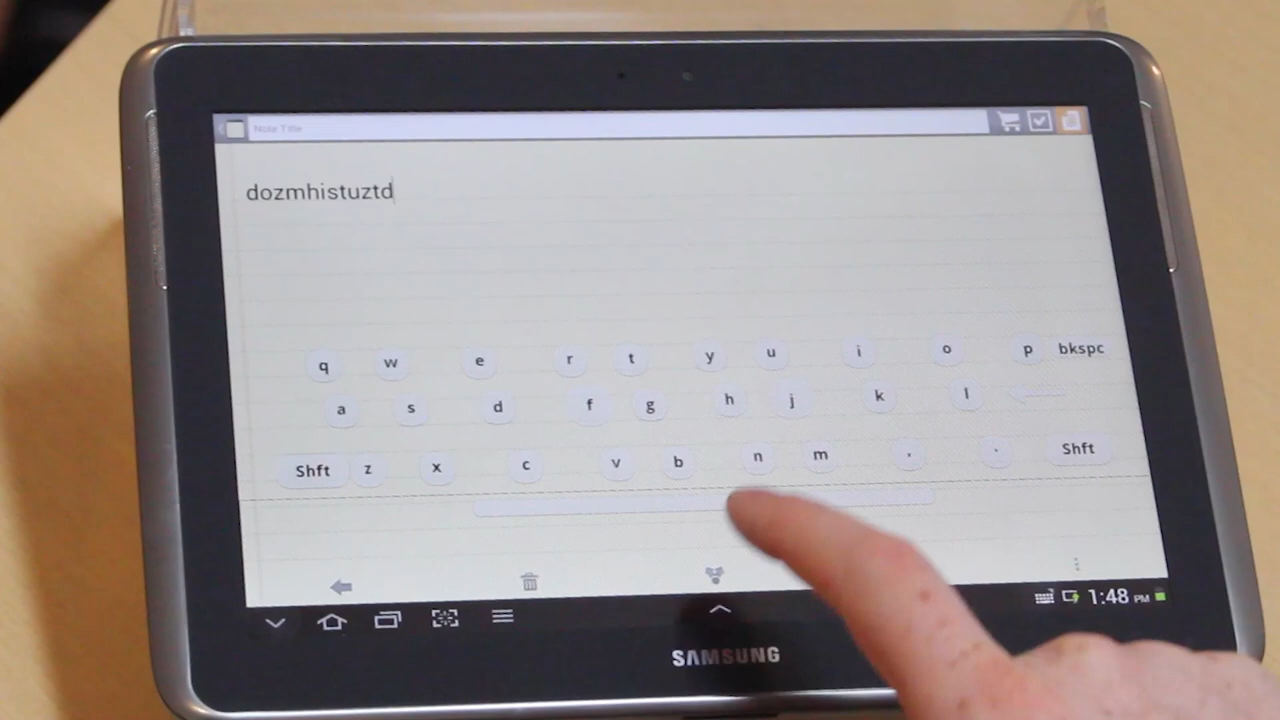 Note Title
dozmhistuztd
q w e r t y u i o p bkspc
a s d f g h j k l
Shft z x c v b n m , . Shft
1:48 PM
SAMSUNG